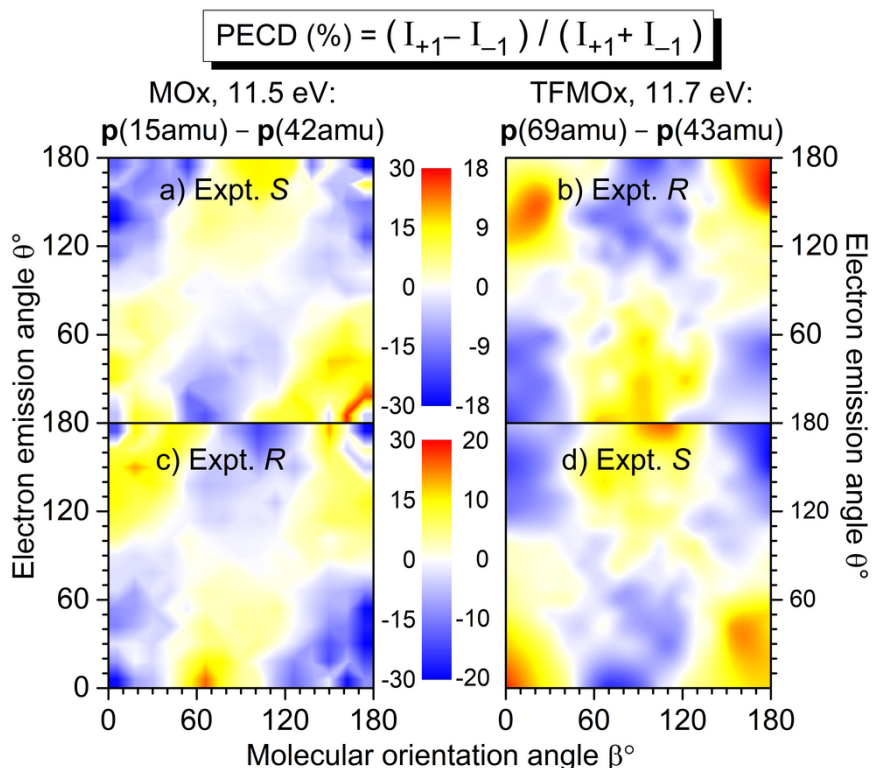 PECD (%) = ( I+1 – I–1 ) / ( I+1 + I–1 )
MOx, 11.5 eV:
p(15amu) – p(42amu)
TFMOx, 11.7 eV:
p(69amu) – p(43amu)
Electron emission angle θ°
180
120
60
180
120
60
0
a) Expt. S
c) Expt. R
30
15
0
-15
-30
18
9
0
-9
-18
30
15
0
-15
-30
20
10
0
-10
-20
b) Expt. R
d) Expt. S
180
120
60
180
120
60
Electron emission angle θ°
0 60 120 180
0 60 120 180
Molecular orientation angle β°